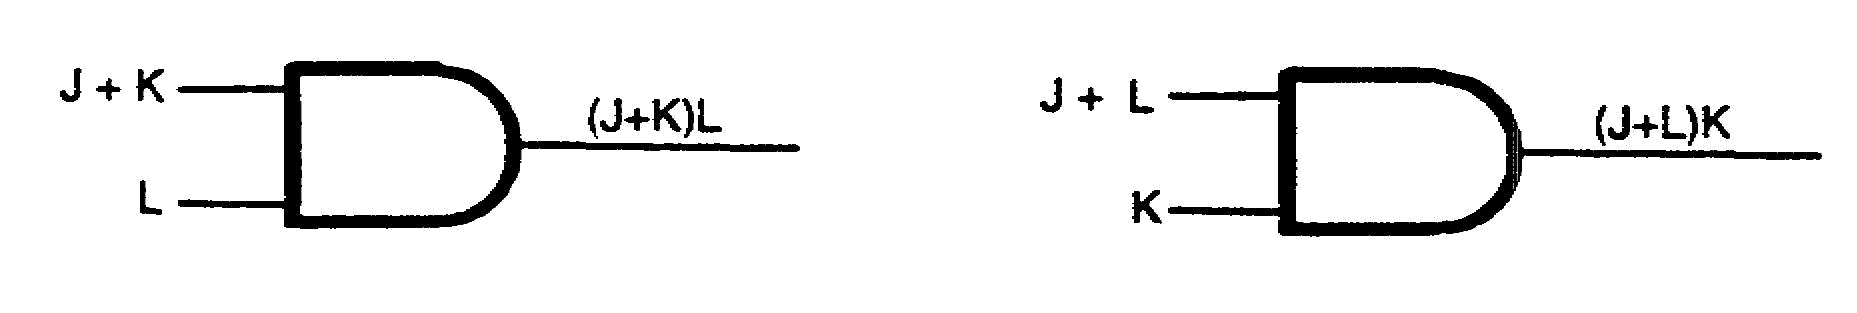 J + K
(J+K)L
L
J + L
(J+L)K
K